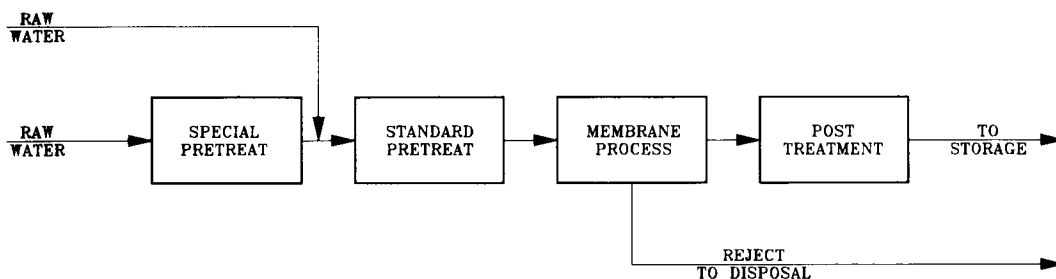 RAW
WATER
RAW
WATER
SPECIAL
PRETREAT
STANDARD
PRETREAT
MEMBRANE
PROCESS
POST
TREATMENT
TO
STORAGE
REJECT
TO DISPOSAL